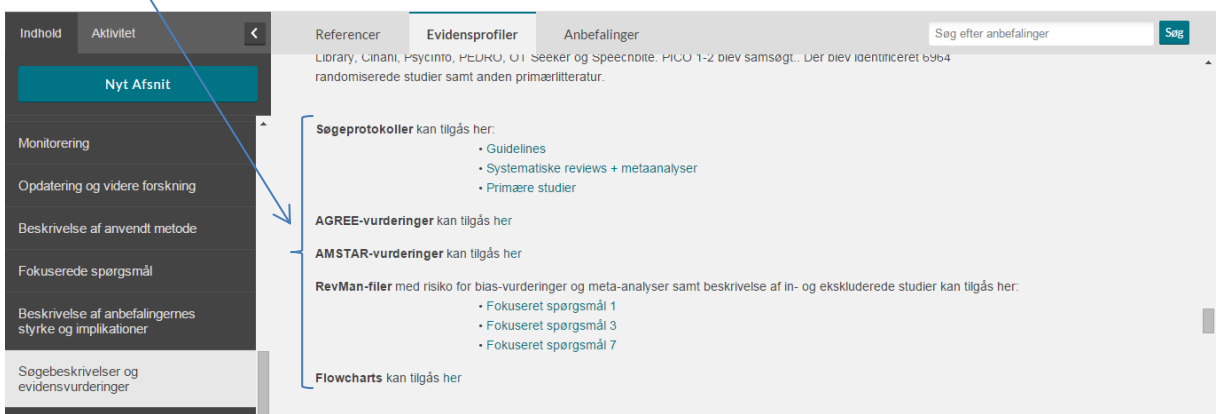 Indhold
Aktivitet
<
Referencer
Evidensprofiler
Anbefalinger
Søg efter anbefalinger
Søg
Nyt Afsnit
Monitorering
Opdatering og videre forskning
Beskrivelse af anvendt metode
Fokuserede spørgsmål
Beskrivelse af anbefalingernes
styrke og implikationer
Søgebeskrivelser og
evidensvurderinger
Library, Cinahl, PsycInfo, PEDRO, OT Seeker og Speechbite. PICO 1-2 blev samsøgt.. Der blev identificeret 6964
randomiserede studier samt anden primærlitteratur.
Søgeprotokoller kan tilgås her:
• Guidelines
• Systematiske reviews + metaanalyser
• Primære studier
AGREE-vurderinger kan tilgås her
AMSTAR-vurderinger kan tilgås her
RevMan-filer med risiko for bias-vurderinger og meta-analyser samt beskrivelse af in- og ekskluderede studier kan tilgås her:
• Fokuseret spørgsmål 1
• Fokuseret spørgsmål 3
• Fokuseret spørgsmål 7
Flowcharts kan tilgås her